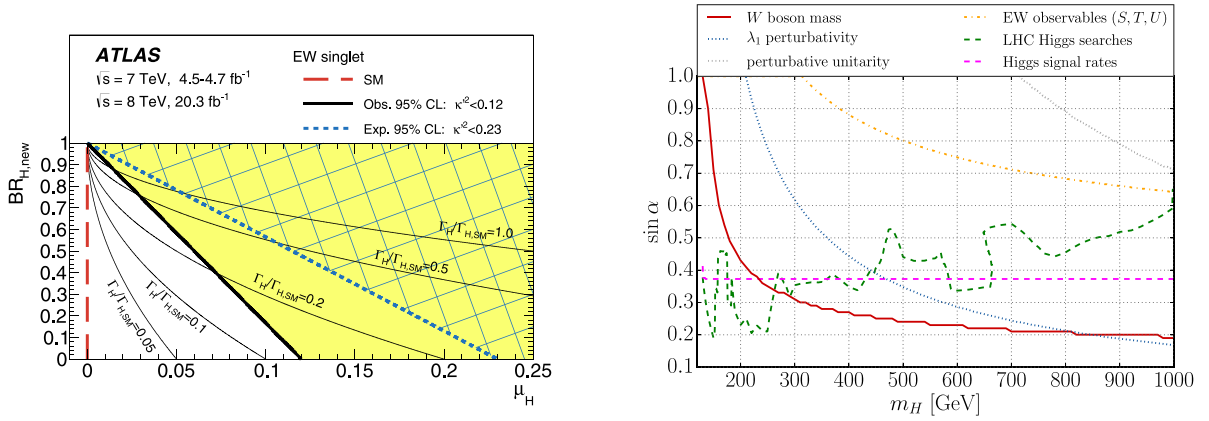 ATLAS
√s = 7 TeV, 4.5-4.7 fb⁻¹
√s = 8 TeV, 20.3 fb⁻¹
EW singlet
SM
Obs. 95% CL: κ'²<0.12
Exp. 95% CL: κ'²<0.23
BR_H,new
1
0.9
0.8
0.7
0.6
0.5
0.4
0.3
0.2
0.1
0
Γ_H/Γ_H,SM=1.0
Γ_H/Γ_H,SM=0.5
Γ_H/Γ_H,SM=0.2
Γ_H/Γ_H,SM=0.1
Γ_H/Γ_H,SM=0.05
0 0.05 0.1 0.15 0.2 0.25
μ_H
W boson mass
λ₁ perturbativity
perturbative unitarity
EW observables (S, T, U)
LHC Higgs searches
Higgs signal rates
sin α
1.0
0.9
0.8
0.7
0.6
0.5
0.4
0.3
0.2
0.1
200 300 400 500 600 700 800 900 1000
m_H [GeV]